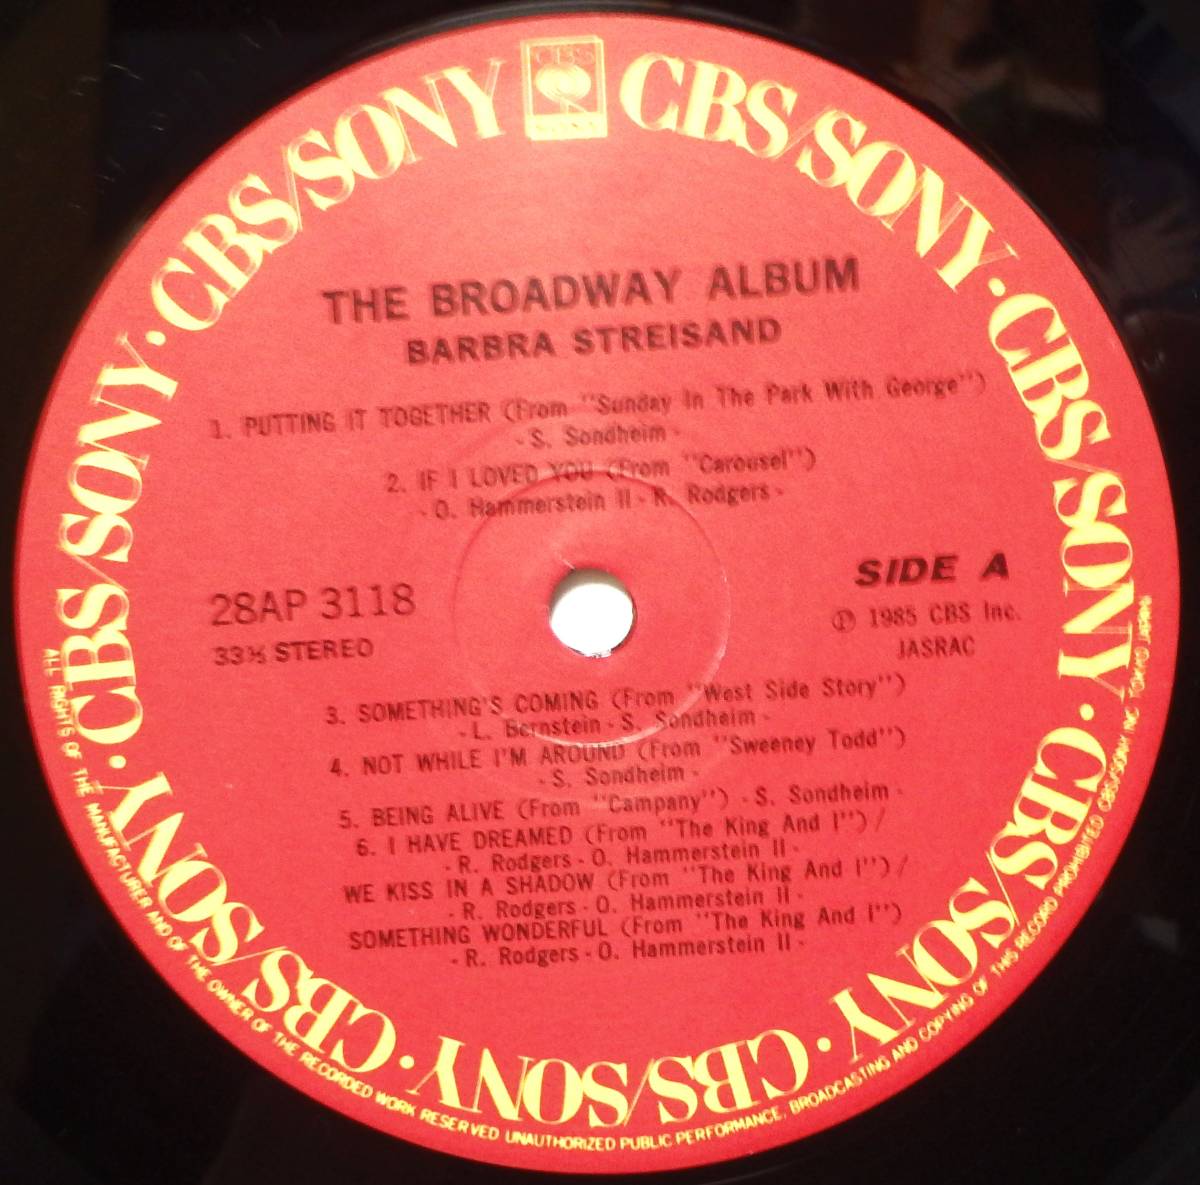 CBS
SONY
CBS/SONY · CBS/SONY · CBS/SONY · CBS/SONY · CBS/SONY · CBS/SONY · CBS/SONY
THE BROADWAY ALBUM
BARBRA STREISAND
1. PUTTING IT TOGETHER (From "Sunday In The Park With George")
- S. Sondheim -
2. IF I LOVED YOU (From "Carousel")
- O. Hammerstein II - R. Rodgers -
28AP 3118
33⅓ STEREO
SIDE A
℗ 1985 CBS Inc.
JASRAC
3. SOMETHING'S COMING (From "West Side Story")
- L. Bernstein - S. Sondheim -
4. NOT WHILE I'M AROUND (From "Sweeney Todd")
- S. Sondheim -
5. BEING ALIVE (From "Campany") - S. Sondheim -
6. I HAVE DREAMED (From "The King And I") /
- R. Rodgers - O. Hammerstein II -
WE KISS IN A SHADOW (From "The King And I") /
- R. Rodgers - O. Hammerstein II -
SOMETHING WONDERFUL (From "The King And I")
- R. Rodgers - O. Hammerstein II -
ALL RIGHTS OF THE MANUFACTURER AND OF THE OWNER OF THE RECORDED WORK RESERVED UNAUTHORIZED PUBLIC PERFORMANCE, BROADCASTING AND COPYING OF THIS RECORD PROHIBITED CBS/SONY INC. TOKYO JAPAN